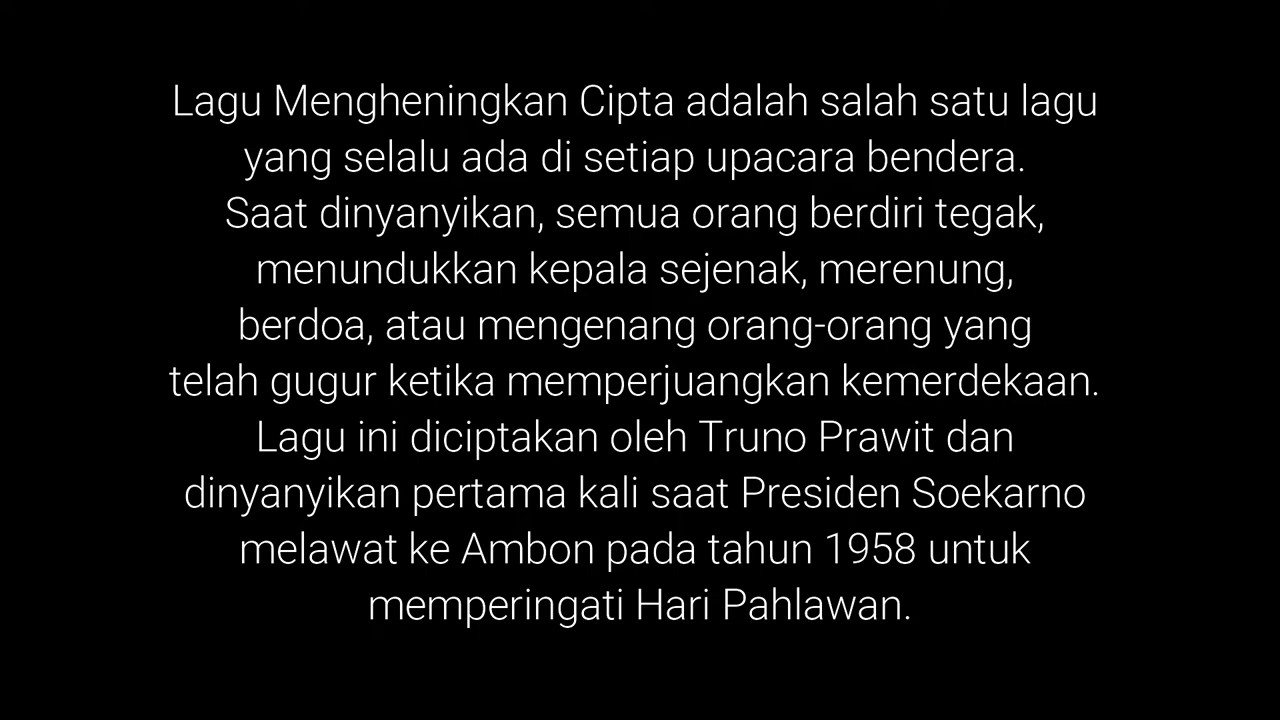 Lagu Mengheningkan Cipta adalah salah satu lagu
yang selalu ada di setiap upacara bendera.
Saat dinyanyikan, semua orang berdiri tegak,
menundukkan kepala sejenak, merenung,
berdoa, atau mengenang orang-orang yang
telah gugur ketika memperjuangkan kemerdekaan.
Lagu ini diciptakan oleh Truno Prawit dan
dinyanyikan pertama kali saat Presiden Soekarno
melawat ke Ambon pada tahun 1958 untuk
memperingati Hari Pahlawan.